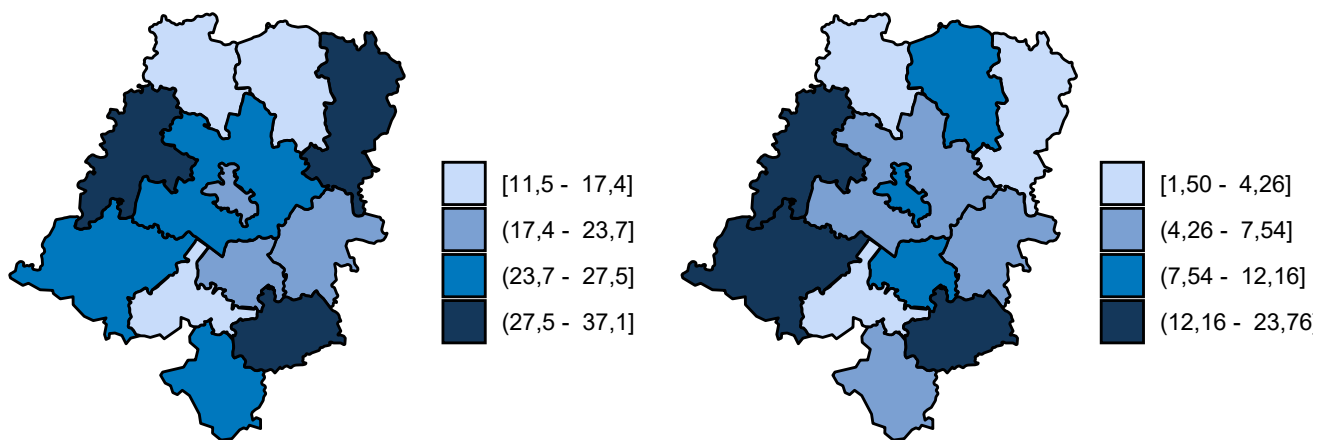 [11,5 - 17,4]
(17,4 - 23,7]
(23,7 - 27,5]
(27,5 - 37,1]
[1,50 - 4,26]
(4,26 - 7,54]
(7,54 - 12,16]
(12,16 - 23,76]